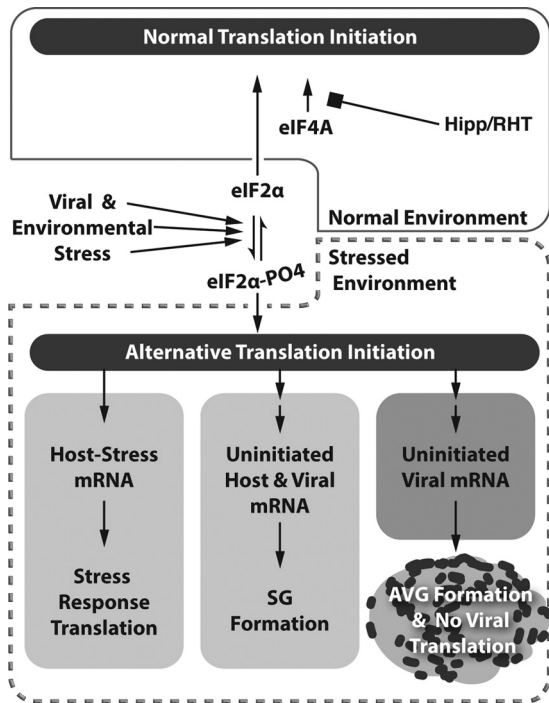 Normal Translation Initiation
eIF4A
Hipp/RHT
eIF2α
Viral &
Environmental
Stress
Normal Environment
eIF2α-PO4
Stressed
Environment
Alternative Translation Initiation
Host-Stress
mRNA
Stress
Response
Translation
Uninitiated
Host & Viral
mRNA
SG
Formation
Uninitiated
Viral mRNA
AVG Formation
& No Viral
Translation